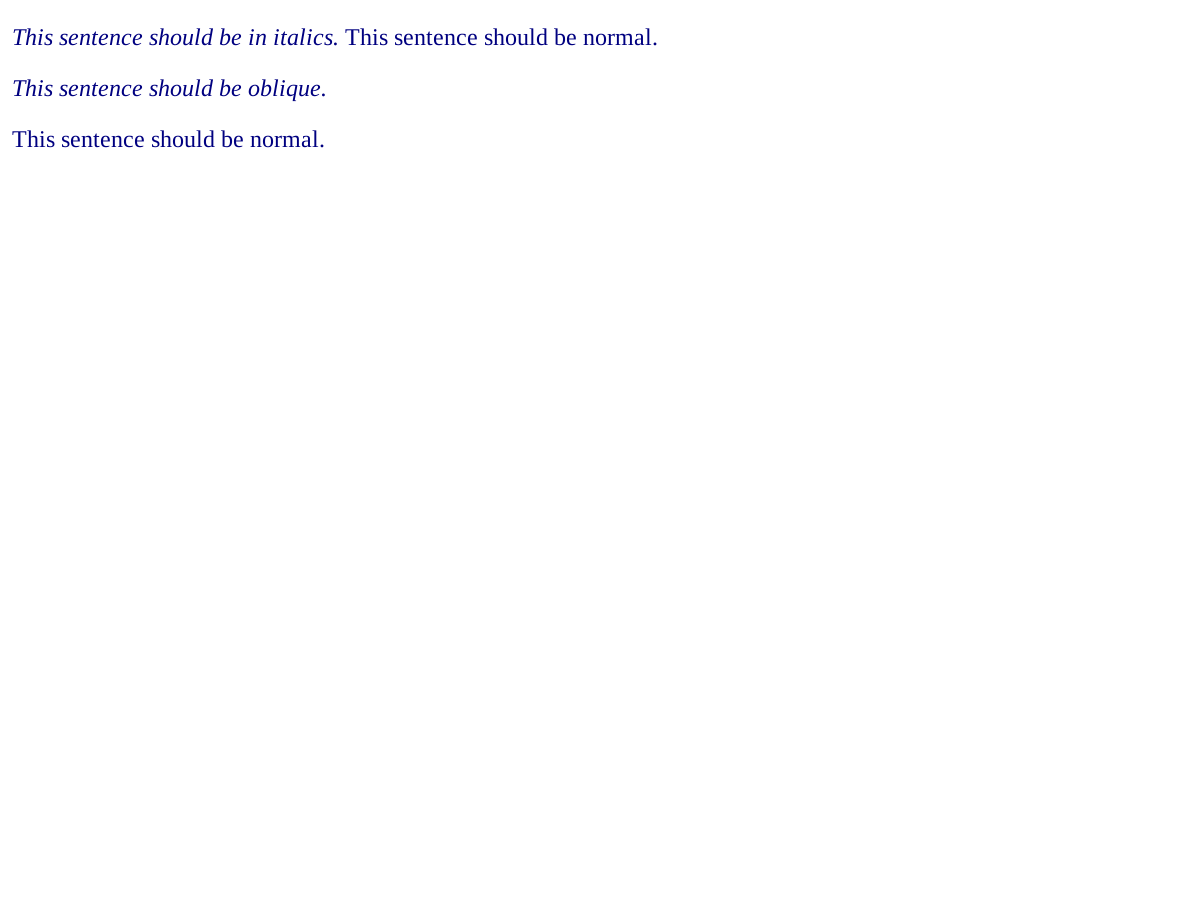 This sentence should be in italics. This sentence should be normal.
This sentence should be oblique.
This sentence should be normal.